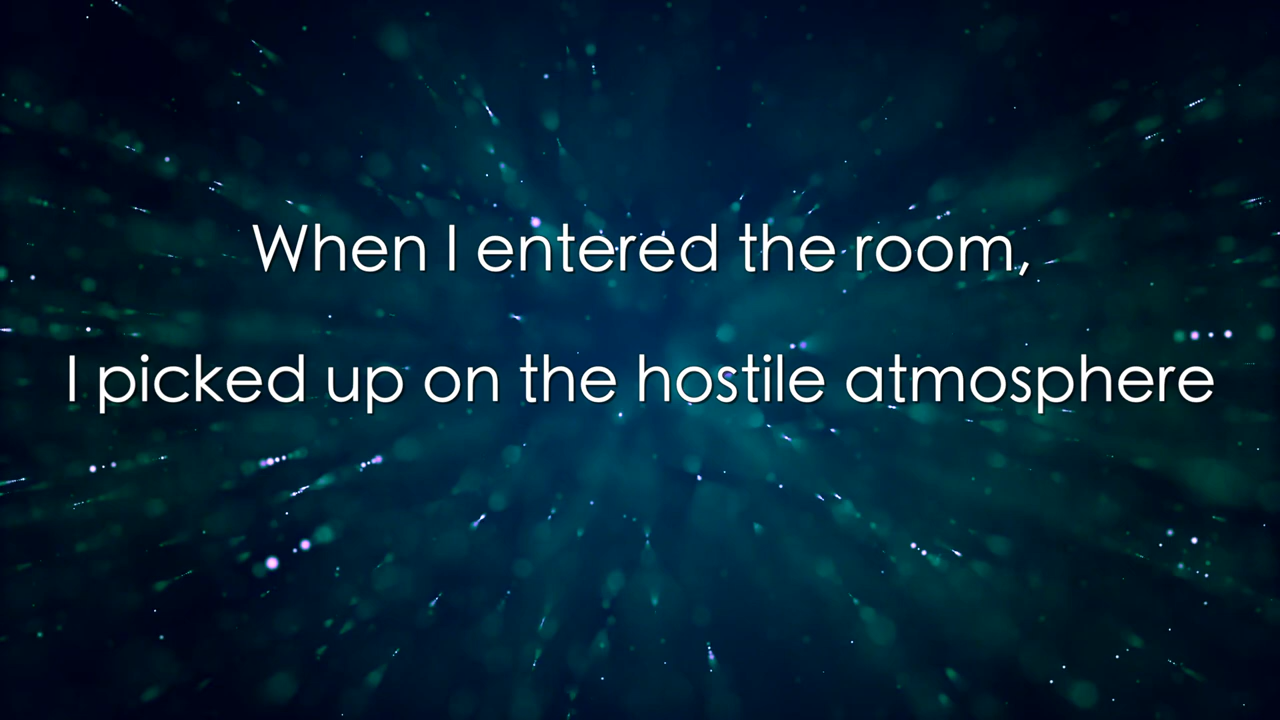 When I entered the room,
I picked up on the hostile atmosphere